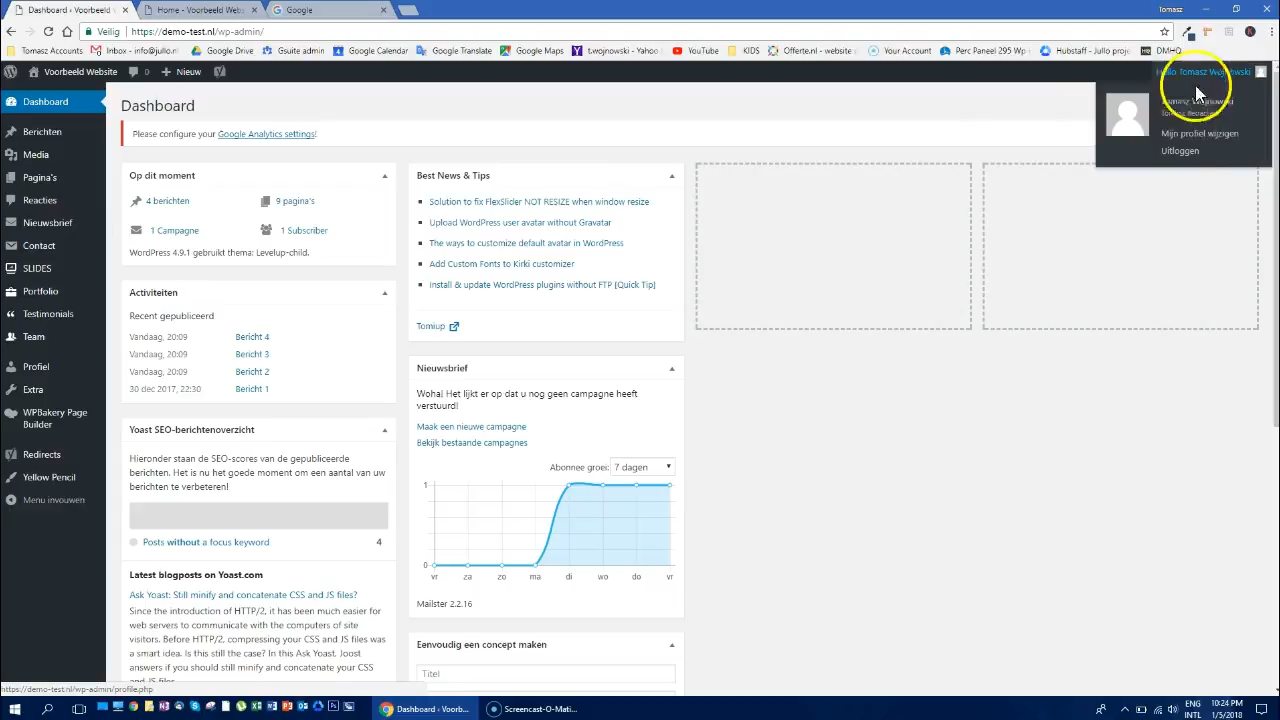 Dashboard ‹ Voorbeeld W
Home - Voorbeeld Webs
Google
Tomasz
Veilig
https://demo-test.nl/wp-admin/
Tomasz Accounts
Inbox - info@jullo.nl
Google Drive
Gsuite admin
Google Calendar
Google Translate
Google Maps
t.wojnowski - Yahoo
YouTube
KIDS
Offerte.nl - website
Your Account
Perc Paneel 295 Wp
Hubstaff - Jullo proj
DMHQ
Voorbeeld Website
0
Nieuw
Hallo Tomasz Wojnowski
Tomasz Wojnowski
Mijn profiel wijzigen
Uitloggen
Dashboard
Berichten
Media
Pagina's
Reacties
Nieuwsbrief
Contact
SLIDES
Portfolio
Testimonials
Team
Profiel
Extra
WPBakery Page
Builder
Redirects
Yellow Pencil
Menu invouwen
Dashboard
Please configure your Google Analytics settings!
Op dit moment
4 berichten
9 pagina's
1 Campagne
1 Subscriber
WordPress 4.9.1 gebruikt thema: Levelup-child.
Activiteiten
Recent gepubliceerd
Vandaag, 20:09
Bericht 4
Vandaag, 20:09
Bericht 3
Vandaag, 20:09
Bericht 2
30 dec 2017, 22:30
Bericht 1
Yoast SEO-berichtenoverzicht
Hieronder staan de SEO-scores van de gepubliceerde
berichten. Het is nu het goede moment om een aantal van uw
berichten te verbeteren!
Posts without a focus keyword
4
Latest blogposts on Yoast.com
Ask Yoast: Still minify and concatenate CSS and JS files?
Since the introduction of HTTP/2, it has been much easier for
web servers to communicate with the computers of site
visitors. Before HTTP/2, compressing your CSS and JS files was
a smart idea. Is this still the case? In this Ask Yoast, Joost
answers if you should still minify and concatenate your CSS
and JS files.
Best News & Tips
Solution to fix FlexSlider NOT RESIZE when window resize
Upload WordPress user avatar without Gravatar
The ways to customize default avatar in WordPress
Add Custom Fonts to Kirki customizer
Install & update WordPress plugins without FTP [Quick Tip]
Tomiup
Nieuwsbrief
Woha! Het lijkt er op dat u nog geen campagne heeft
verstuurd!
Maak een nieuwe campagne
Bekijk bestaande campagnes
Abonnee groei:
7 dagen
1
0
vr za zo ma di wo do vr
Mailster 2.2.16
Eenvoudig een concept maken
Titel
https://demo-test.nl/wp-admin/profile.php
Dashboard ‹ Voorb...
Screencast-O-Mati...
ENG
INTL
10:24 PM
1/5/2018